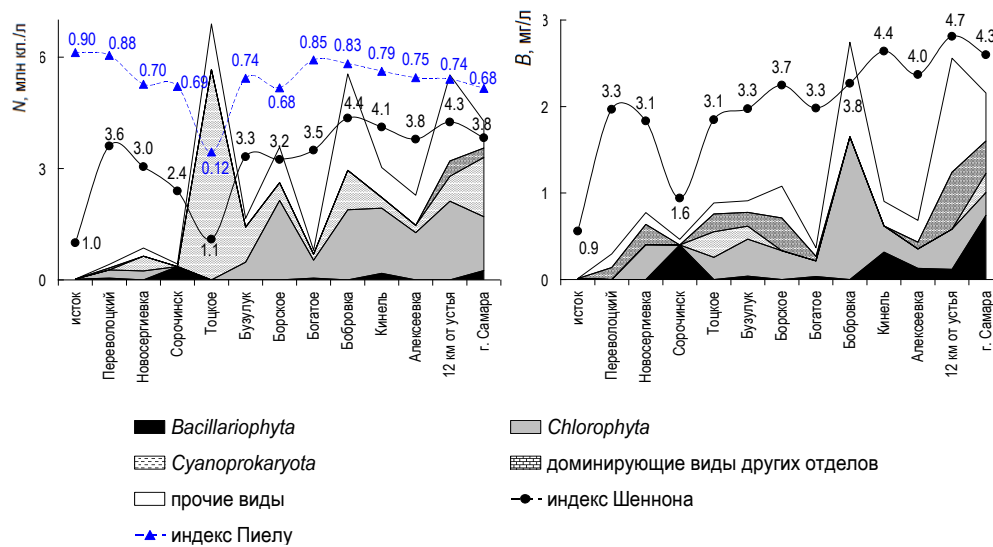 N, млн кл./л
6
3
0
0.90
0.88
0.70
0.69
0.12
0.74
0.68
0.85
0.83
0.79
0.75
0.74
0.68
1.0
3.6
3.0
2.4
1.1
3.3
3.2
3.5
4.4
4.1
3.8
4.3
3.8
исток
Переволоцкий
Новосергиевка
Сорочинск
Тоцкое
Бузулук
Борское
Богатое
Бобровка
Кинель
Алексеевка
12 км от устья
г. Самара
B, мг/л
3
2
1
0
0.9
3.3
3.1
1.6
3.1
3.3
3.7
3.3
3.8
4.4
4.0
4.7
4.3
исток
Переволоцкий
Новосергиевка
Сорочинск
Тоцкое
Бузулук
Борское
Богатое
Бобровка
Кинель
Алексеевка
12 км от устья
г. Самара
Bacillariophyta
Chlorophyta
Cyanoprokaryota
доминирующие виды других отделов
прочие виды
индекс Шеннона
индекс Пиелу